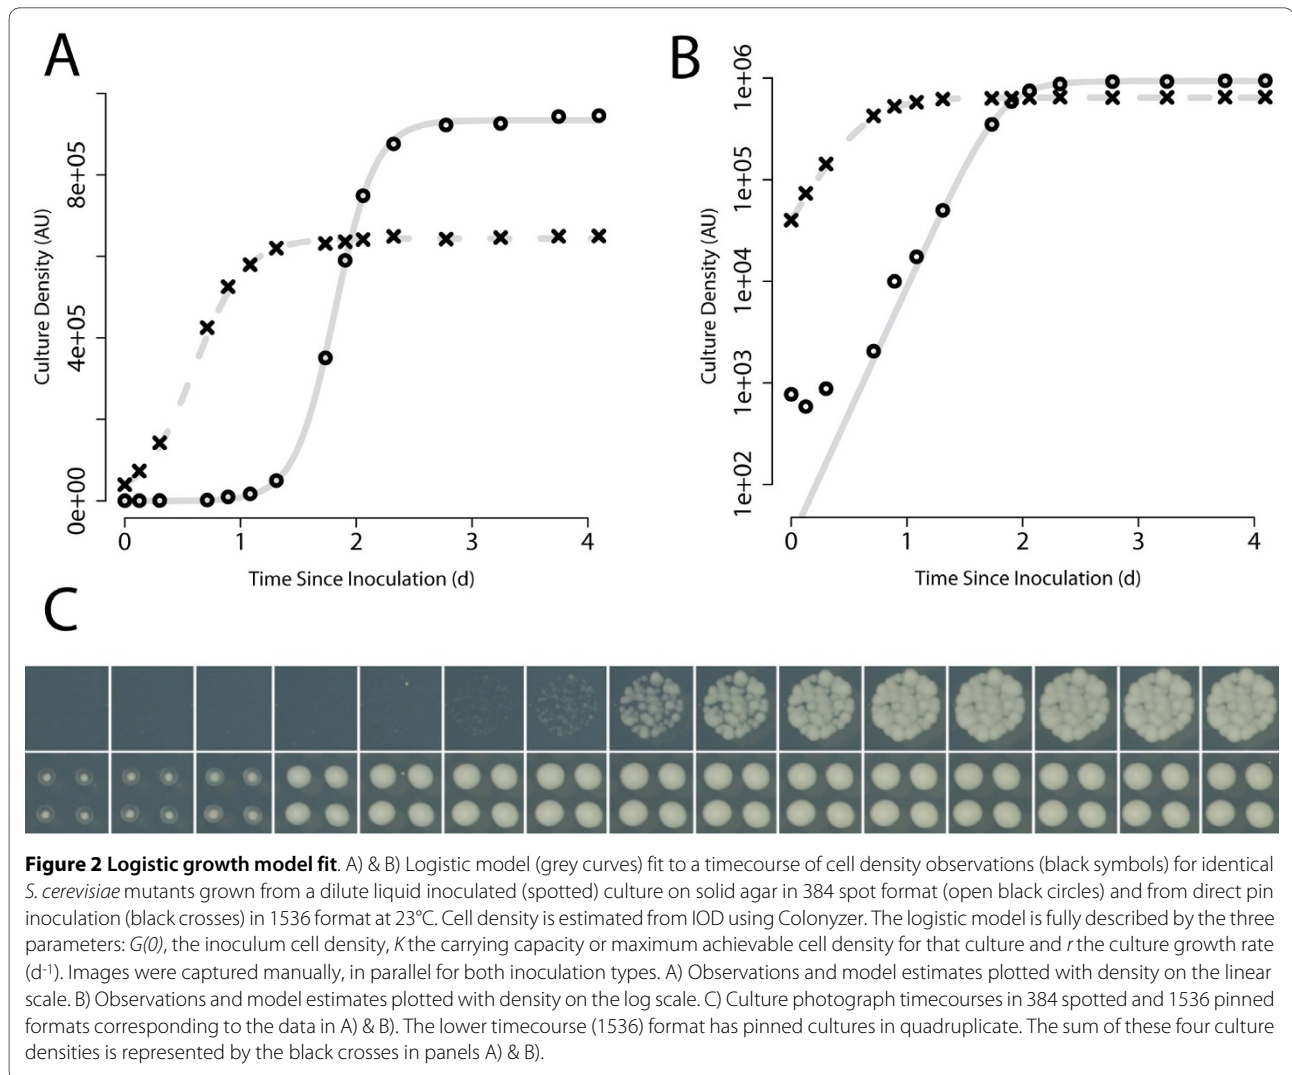 A
B
8e+05
4e+05
0e+00
Culture Density (AU)
0 1 2 3 4
Time Since Inoculation (d)
1e+06
1e+05
1e+04
1e+03
1e+02
Culture Density (AU)
0 1 2 3 4
Time Since Inoculation (d)
C
Figure 2 Logistic growth model fit. A) & B) Logistic model (grey curves) fit to a timecourse of cell density observations (black symbols) for identical
S. cerevisiae mutants grown from a dilute liquid inoculated (spotted) culture on solid agar in 384 spot format (open black circles) and from direct pin
inoculation (black crosses) in 1536 format at 23°C. Cell density is estimated from IOD using Colonyzer. The logistic model is fully described by the three
parameters: G(0), the inoculum cell density, K the carrying capacity or maximum achievable cell density for that culture and r the culture growth rate
(d-1). Images were captured manually, in parallel for both inoculation types. A) Observations and model estimates plotted with density on the linear
scale. B) Observations and model estimates plotted with density on the log scale. C) Culture photograph timecourses in 384 spotted and 1536 pinned
formats corresponding to the data in A) & B). The lower timecourse (1536) format has pinned cultures in quadruplicate. The sum of these four culture
densities is represented by the black crosses in panels A) & B).